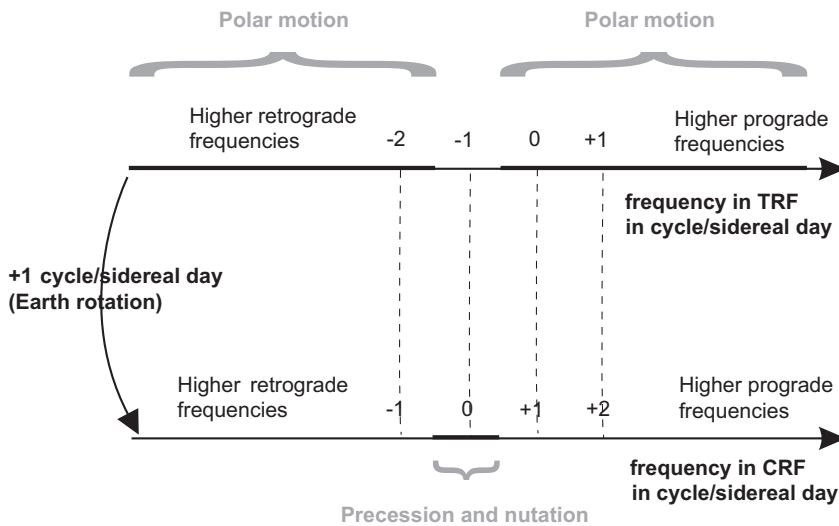 Polar motion Polar motion
Higher retrograde
frequencies
-2 -1 0 +1
Higher prograde
frequencies
frequency in TRF
in cycle/sidereal day
+1 cycle/sidereal day
(Earth rotation)
Higher retrograde
frequencies
-1 0 +1 +2
Higher prograde
frequencies
frequency in CRF
in cycle/sidereal day
Precession and nutation